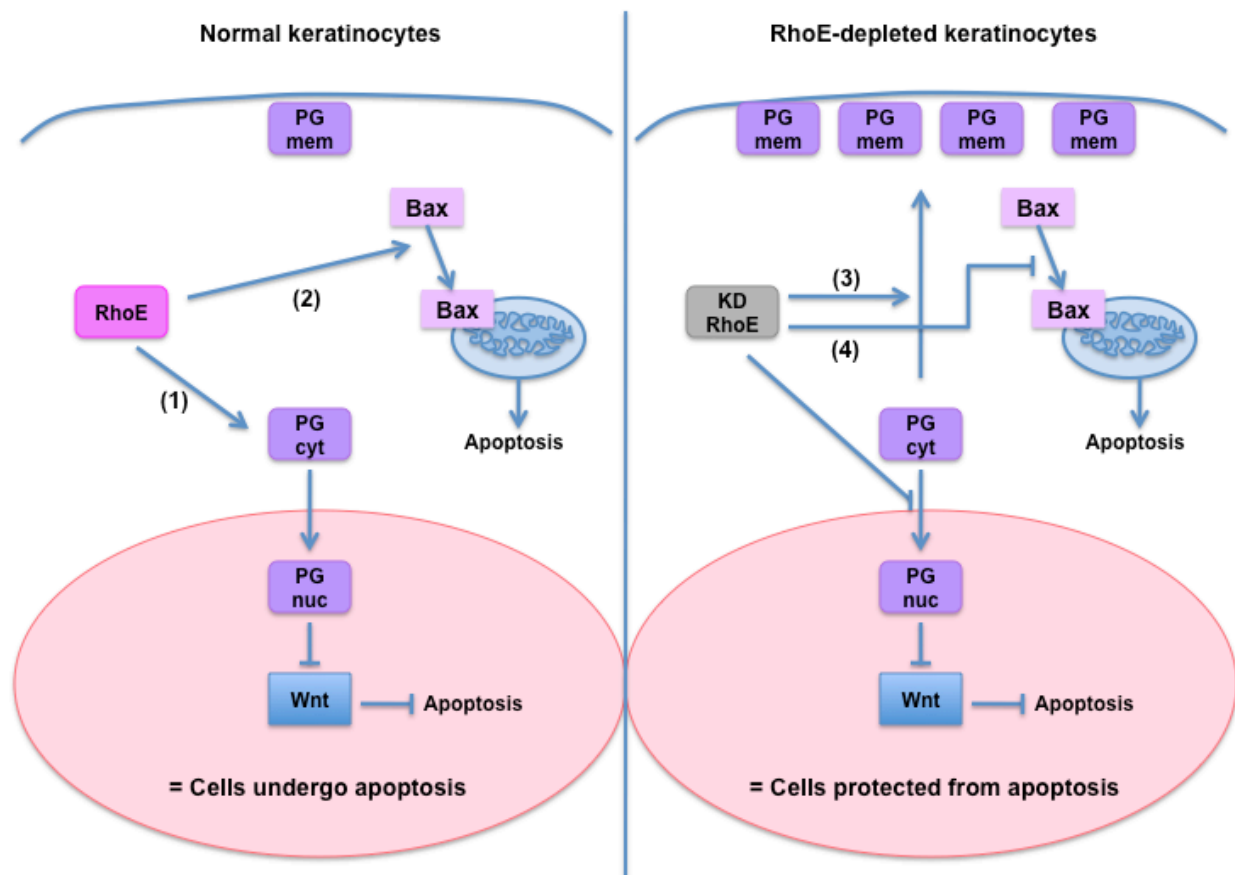 Normal keratinocytes
PG
mem
Bax
(2)
RhoE
Bax
(1)
PG
cyt
Apoptosis
PG
nuc
Wnt
Apoptosis
= Cells undergo apoptosis
RhoE-depleted keratinocytes
PG
mem
PG
mem
PG
mem
PG
mem
Bax
(3)
KD
RhoE
Bax
(4)
PG
cyt
Apoptosis
PG
nuc
Wnt
Apoptosis
= Cells protected from apoptosis